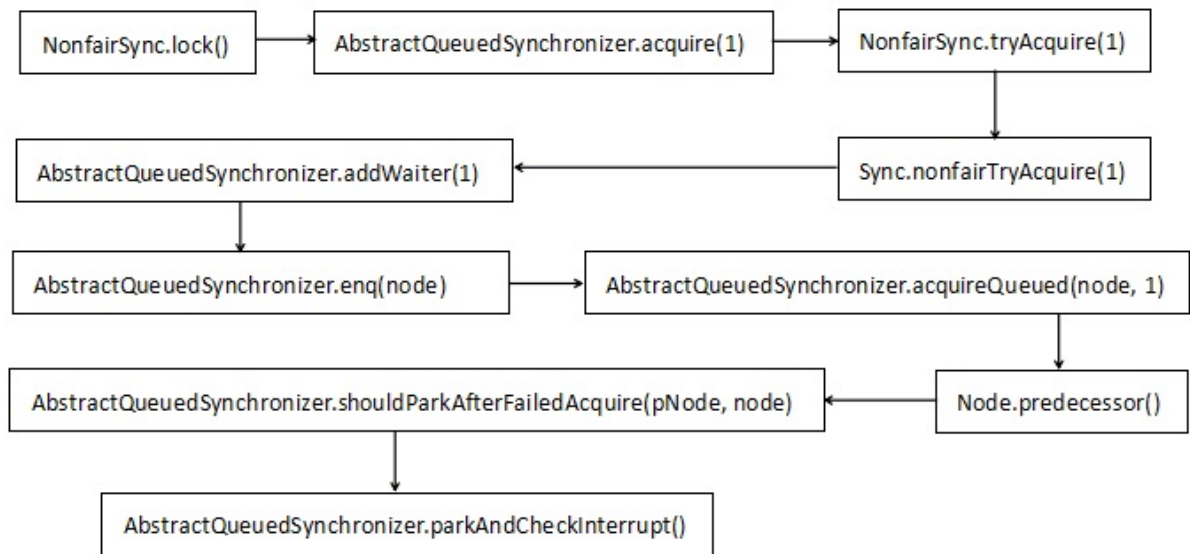 NonfairSync.lock()
AbstractQueuedSynchronizer.acquire(1)
NonfairSync.tryAcquire(1)
Sync.nonfairTryAcquire(1)
AbstractQueuedSynchronizer.addWaiter(1)
AbstractQueuedSynchronizer.enq(node)
AbstractQueuedSynchronizer.acquireQueued(node, 1)
Node.predecessor()
AbstractQueuedSynchronizer.shouldParkAfterFailedAcquire(pNode, node)
AbstractQueuedSynchronizer.parkAndCheckInterrupt()